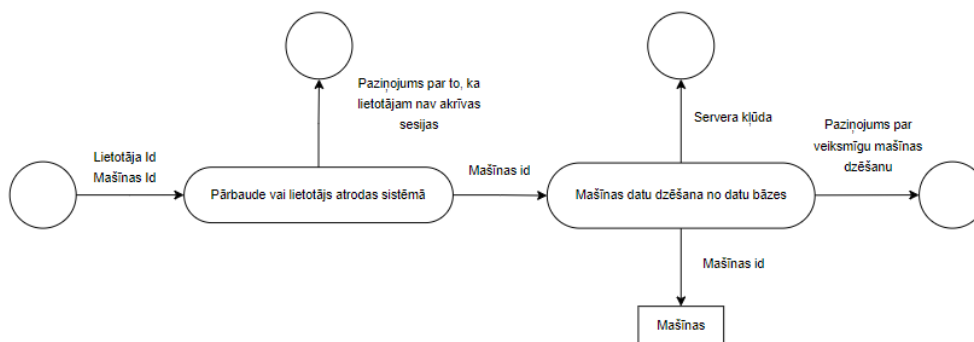 Paziņojums par to, ka
lietotājam nav akrīvas
sesijas
Servera kļūda
Paziņojums par
veiksmīgu mašīnas
dzēšanu
Lietotāja Id
Mašīnas Id
Pārbaude vai lietotājs atrodas sistēmā
Mašīnas id
Mašīnas datu dzēšana no datu bāzes
Mašīnas id
Mašīnas